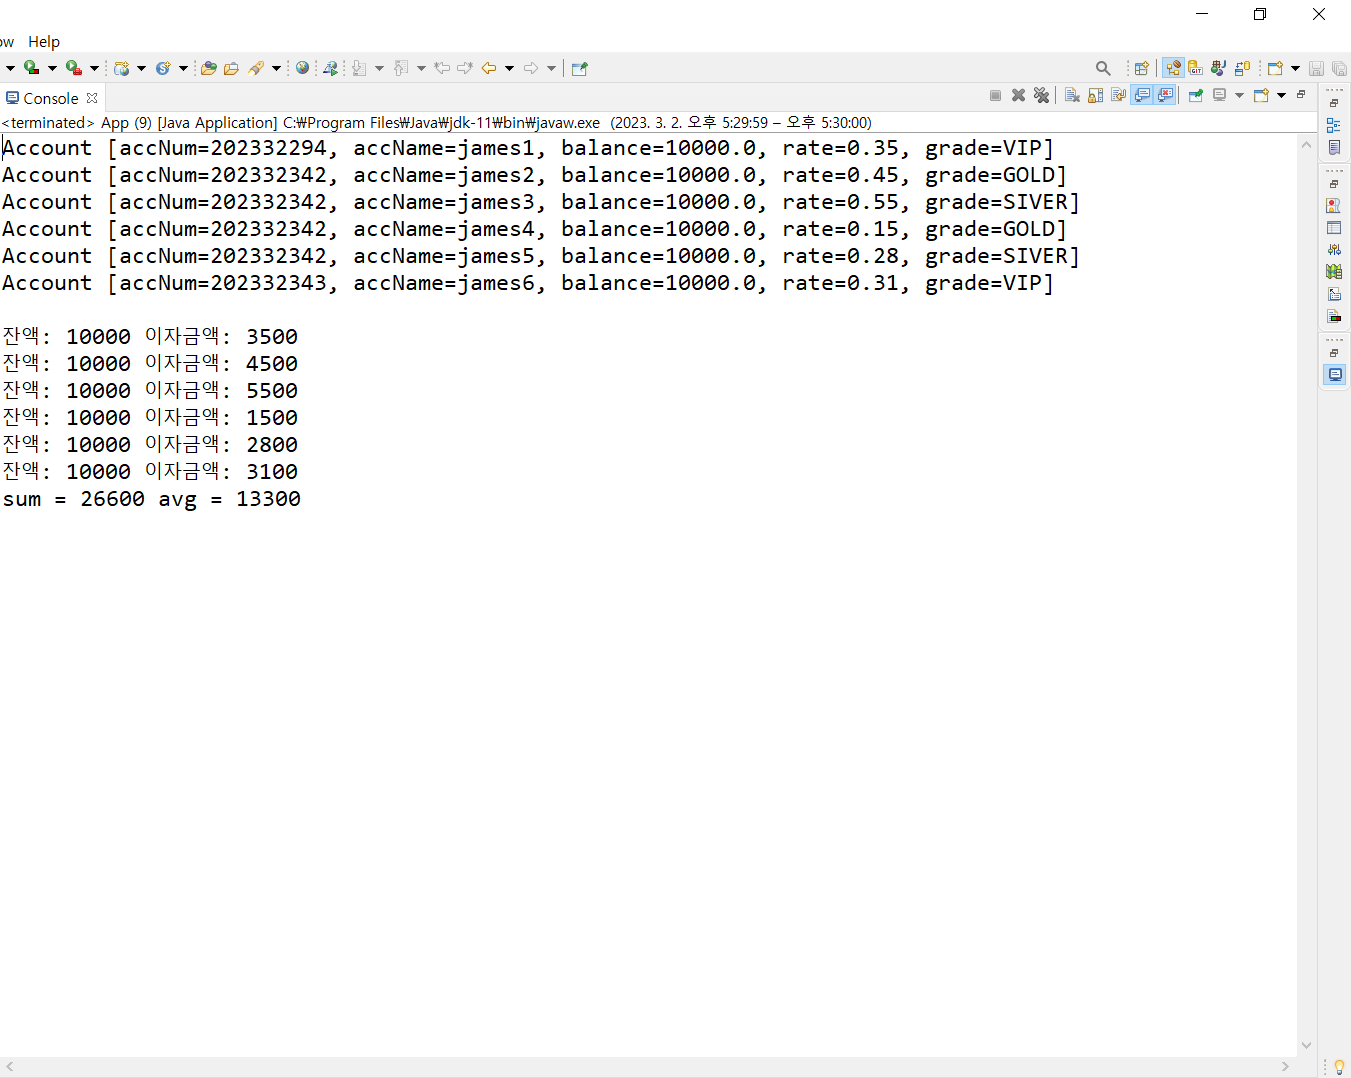 ow Help
Console
<terminated> App (9) [Java Application] C:₩Program Files₩Java₩jdk-11₩bin₩javaw.exe (2023. 3. 2. 오후 5:29:59 – 오후 5:30:00)
Account [accNum=202332294, accName=james1, balance=10000.0, rate=0.35, grade=VIP]
Account [accNum=202332342, accName=james2, balance=10000.0, rate=0.45, grade=GOLD]
Account [accNum=202332342, accName=james3, balance=10000.0, rate=0.55, grade=SIVER]
Account [accNum=202332342, accName=james4, balance=10000.0, rate=0.15, grade=GOLD]
Account [accNum=202332342, accName=james5, balance=10000.0, rate=0.28, grade=SIVER]
Account [accNum=202332343, accName=james6, balance=10000.0, rate=0.31, grade=VIP]
잔액: 10000 이자금액: 3500
잔액: 10000 이자금액: 4500
잔액: 10000 이자금액: 5500
잔액: 10000 이자금액: 1500
잔액: 10000 이자금액: 2800
잔액: 10000 이자금액: 3100
sum = 26600 avg = 13300